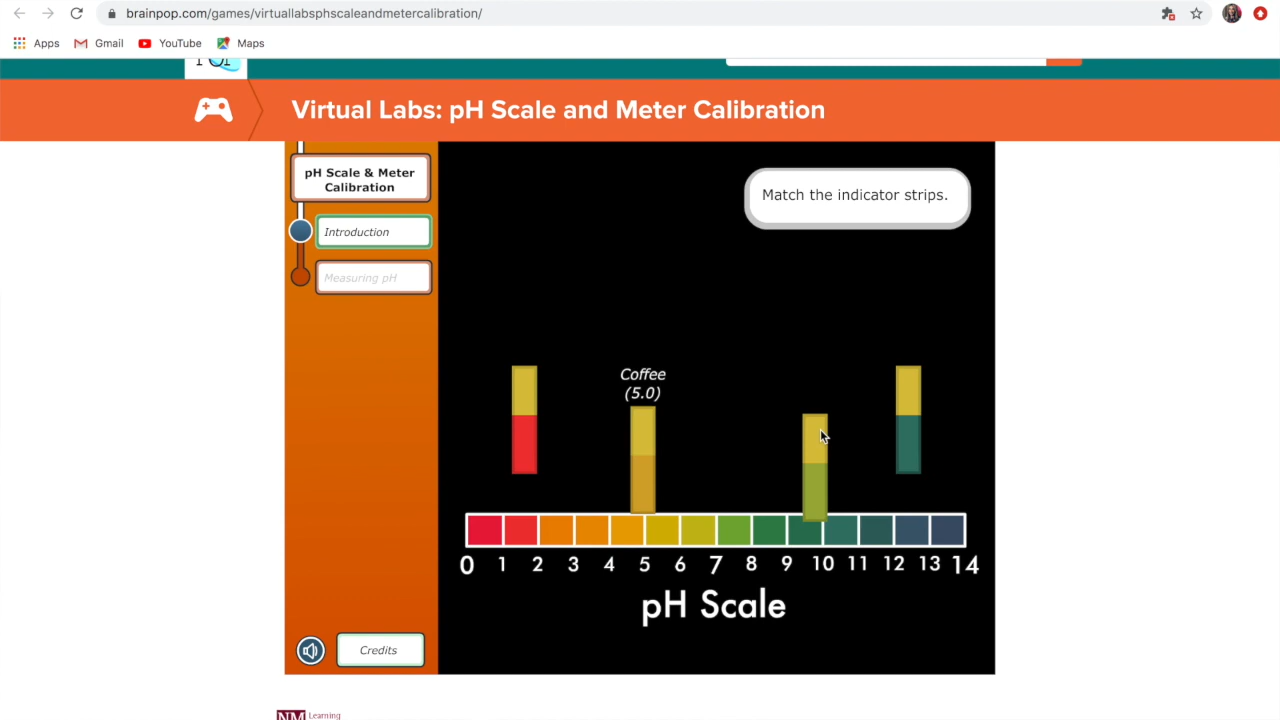 brainpop.com/games/virtuallabsphscaleandmetercalibration/
Apps Gmail YouTube Maps
Virtual Labs: pH Scale and Meter Calibration
pH Scale & Meter
Calibration
Introduction
Measuring pH
Match the indicator strips.
Coffee
(5.0)
0 1 2 3 4 5 6 7 8 9 10 11 12 13 14
pH Scale
Credits
NM Learning